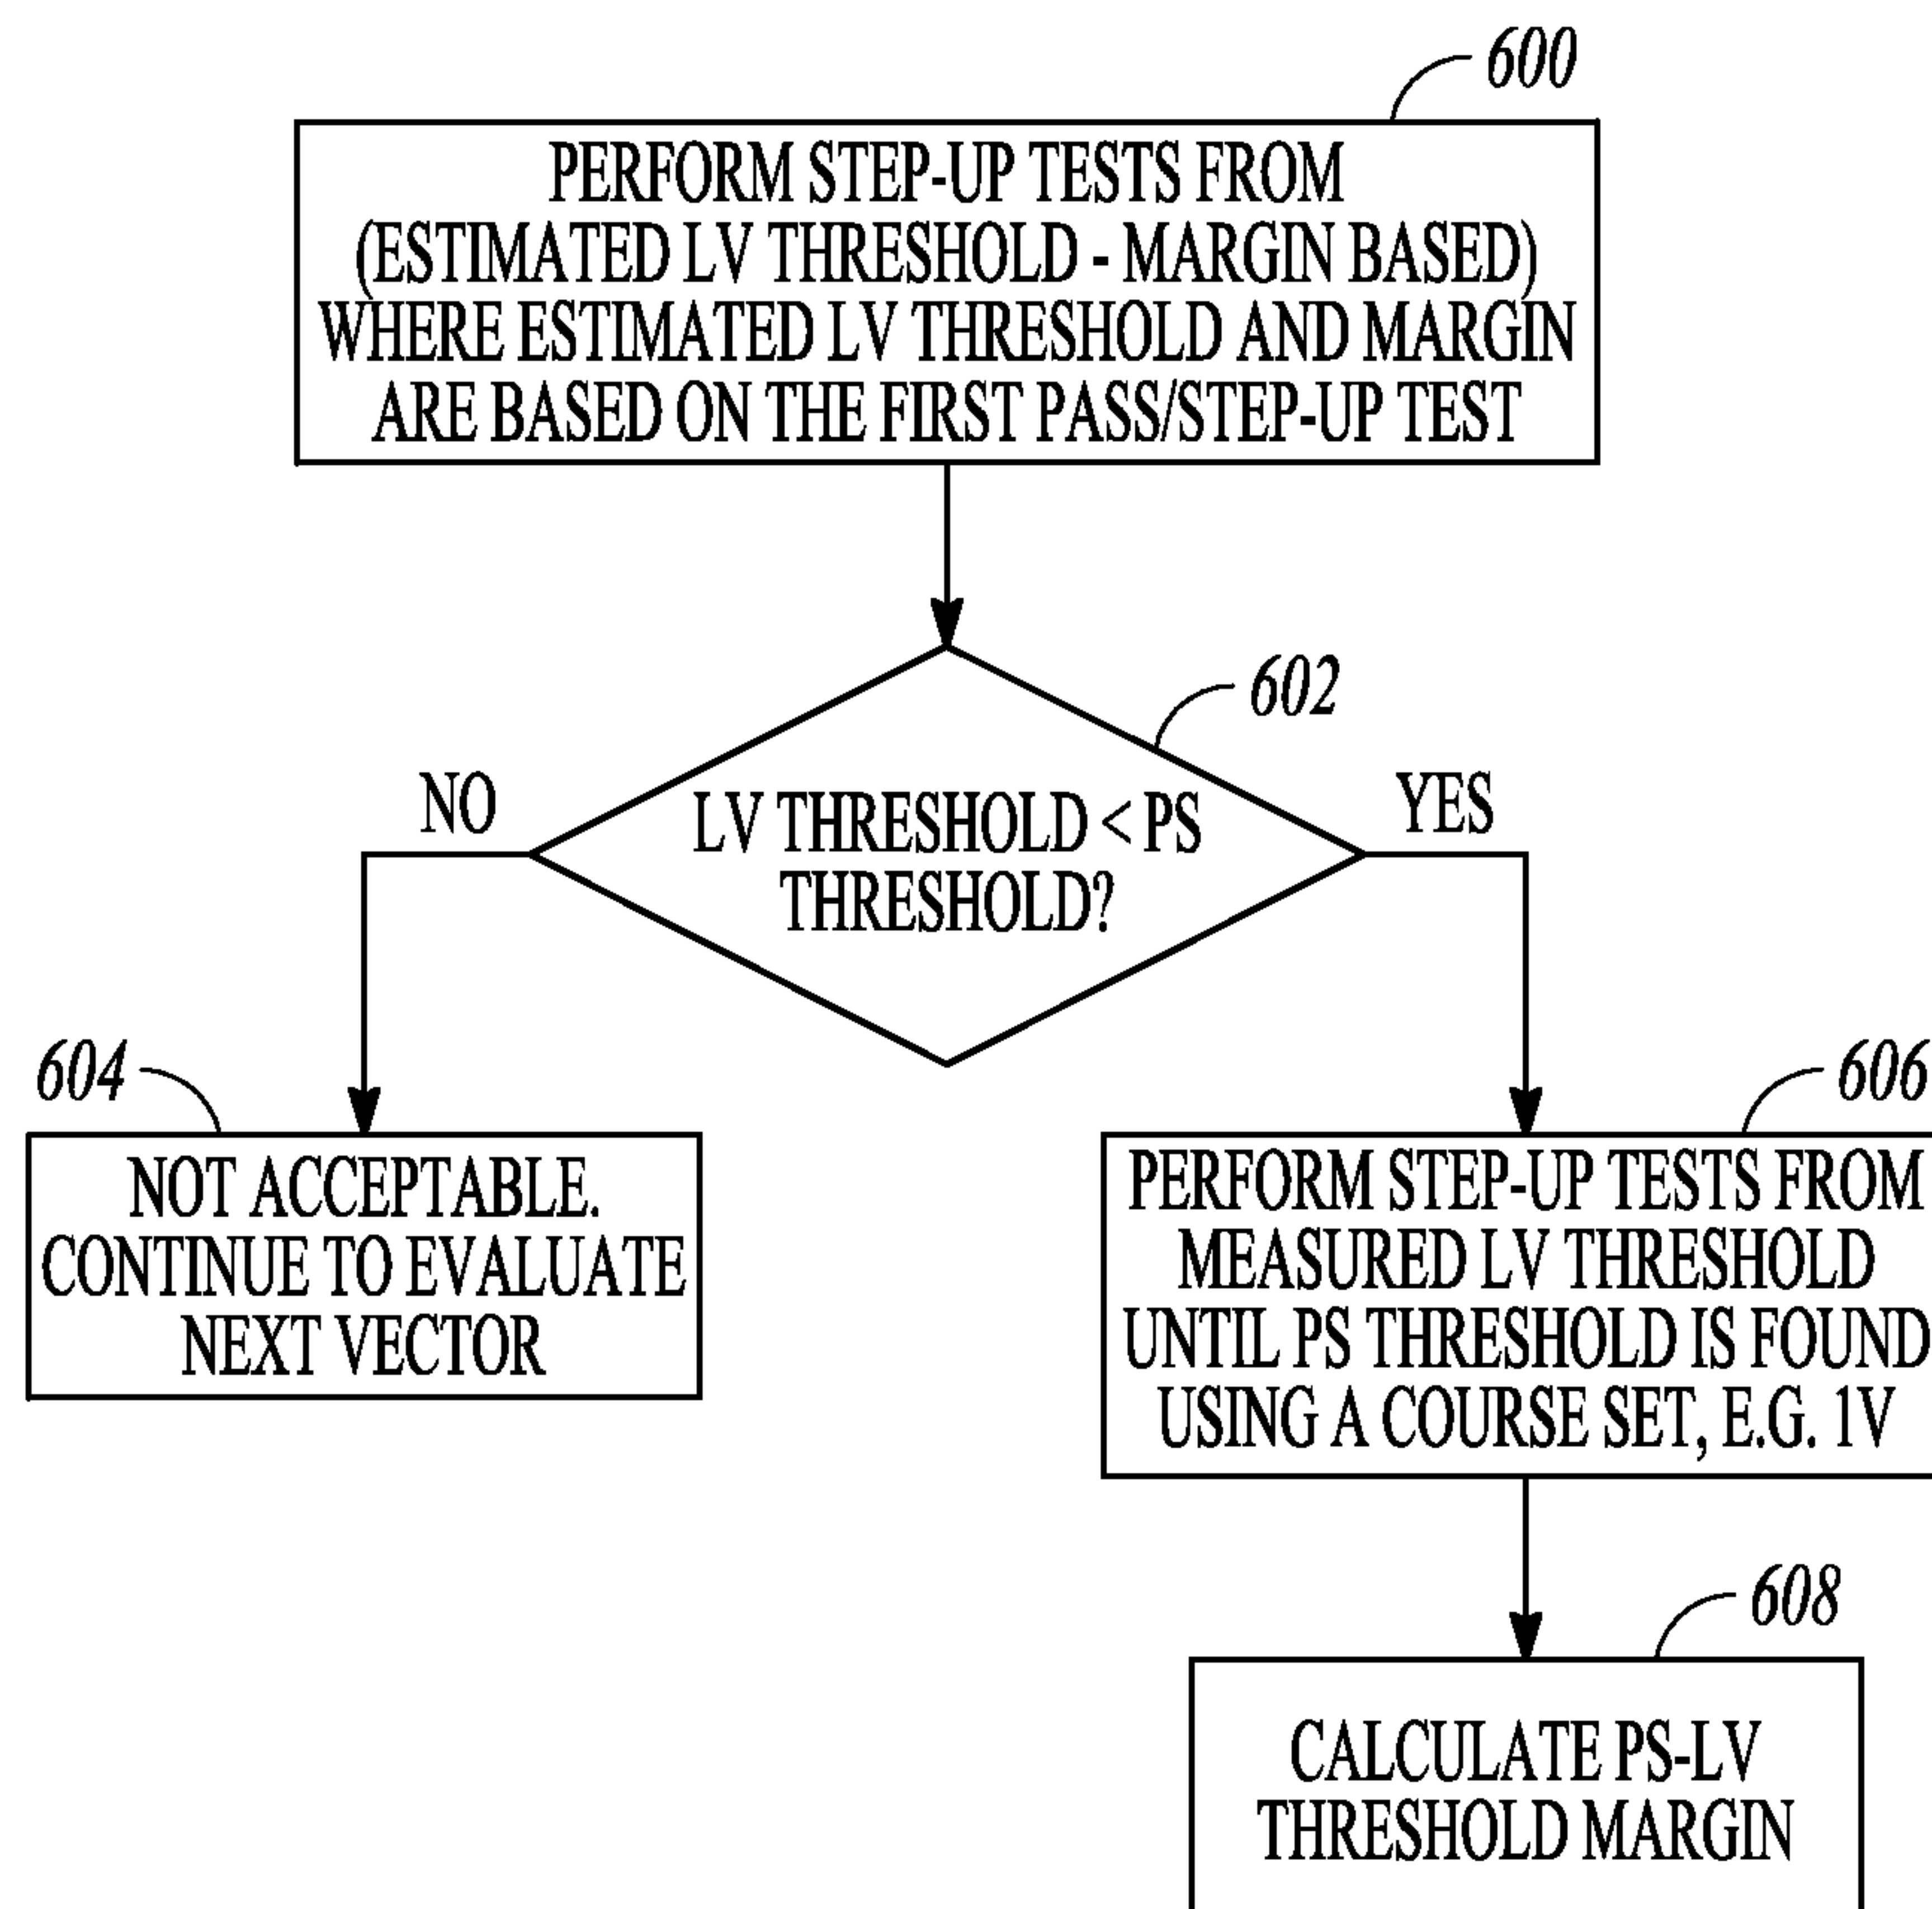 600
PERFORM STEP-UP TESTS FROM
(ESTIMATED LV THRESHOLD - MARGIN BASED)
WHERE ESTIMATED LV THRESHOLD AND MARGIN
ARE BASED ON THE FIRST PASS/STEP-UP TEST
602
LV THRESHOLD < PS
THRESHOLD?
NO
YES
604
NOT ACCEPTABLE.
CONTINUE TO EVALUATE
NEXT VECTOR
606
PERFORM STEP-UP TESTS FROM
MEASURED LV THRESHOLD
UNTIL PS THRESHOLD IS FOUND
USING A COURSE SET, E.G. 1V
608
CALCULATE PS-LV
THRESHOLD MARGIN